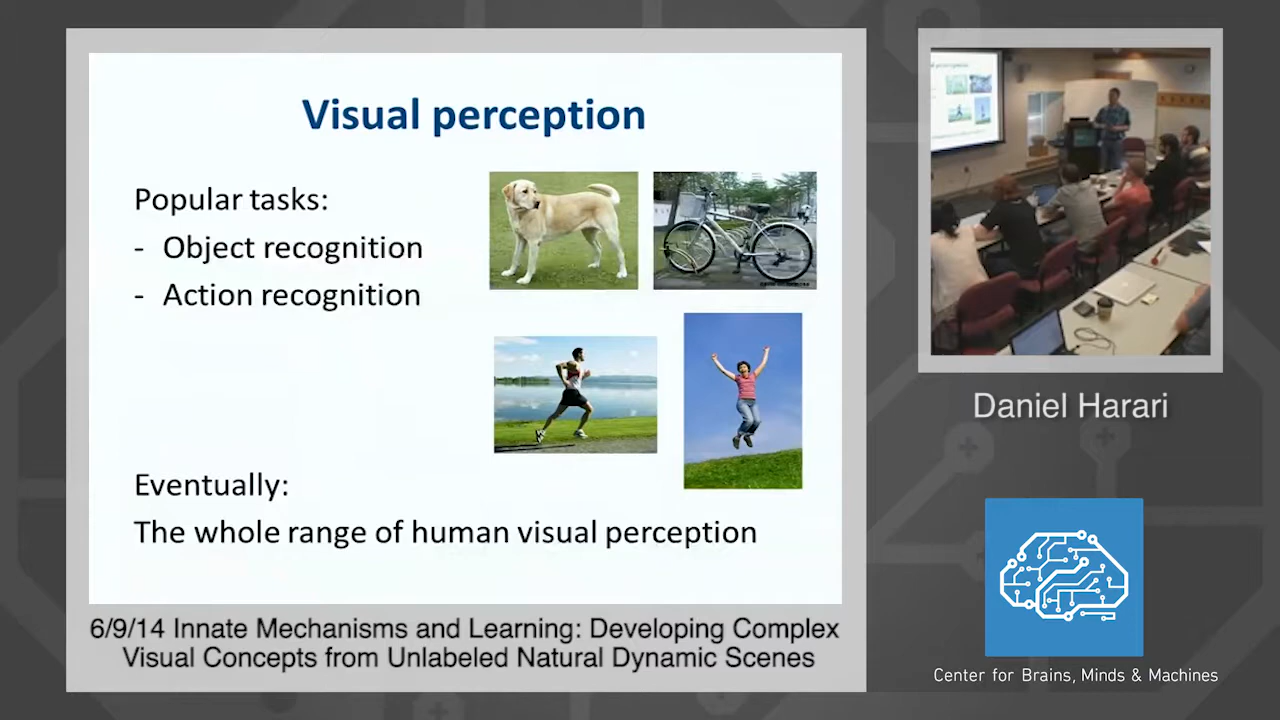 Visual perception
Popular tasks:
- Object recognition
- Action recognition
Eventually:
The whole range of human visual perception
6/9/14 Innate Mechanisms and Learning: Developing Complex
Visual Concepts from Unlabeled Natural Dynamic Scenes
Daniel Harari
Center for Brains, Minds & Machines